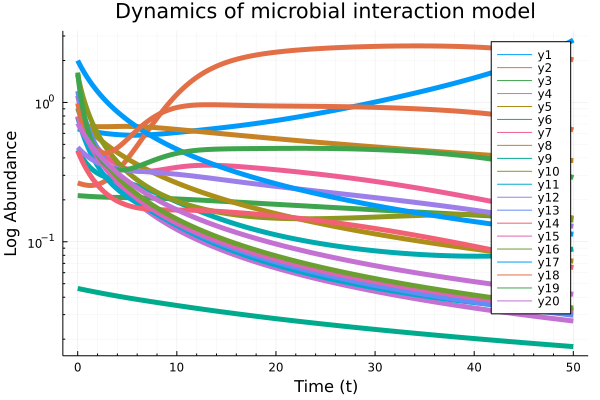 Dynamics of microbial interaction model
Log Abundance
10⁰
10⁻¹
0
10
20
30
40
50
Time (t)
y1
y2
y3
y4
y5
y6
y7
y8
y9
y10
y11
y12
y13
y14
y15
y16
y17
y18
y19
y20